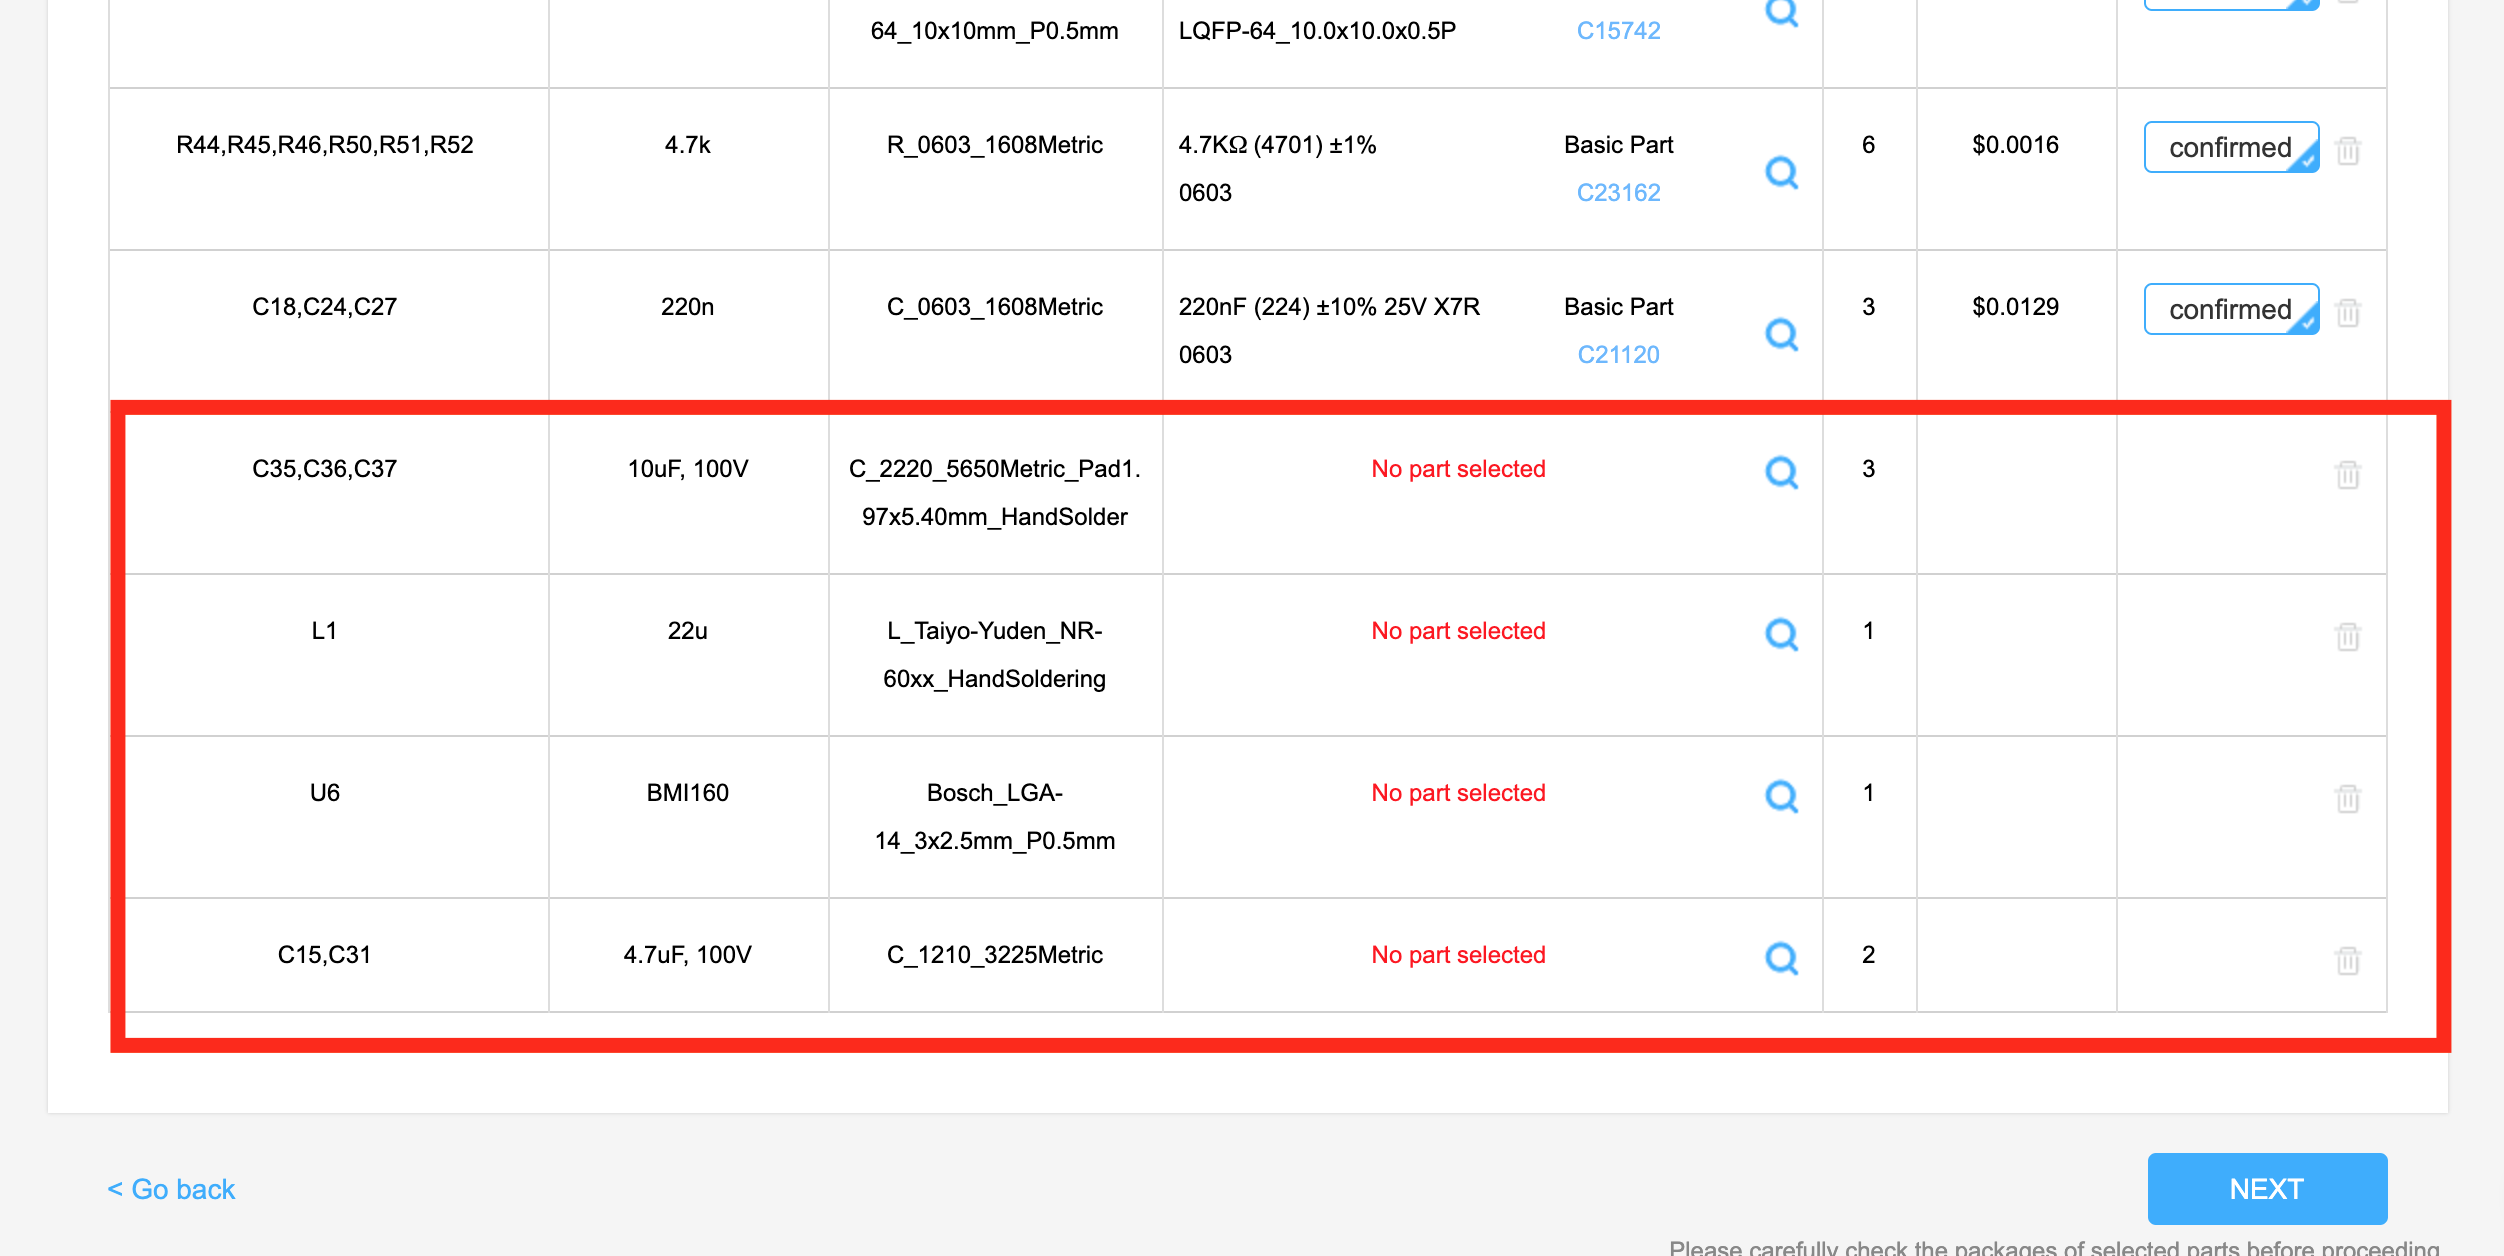 64_10x10mm_P0.5mm LQFP-64_10.0x10.0x0.5P C15742
R44,R45,R46,R50,R51,R52 4.7k R_0603_1608Metric 4.7KΩ (4701) ±1% Basic Part 6 $0.0016 confirmed
0603 C23162
C18,C24,C27 220n C_0603_1608Metric 220nF (224) ±10% 25V X7R Basic Part 3 $0.0129 confirmed
0603 C21120
C35,C36,C37 10uF, 100V C_2220_5650Metric_Pad1. No part selected 3
97x5.40mm_HandSolder
L1 22u L_Taiyo-Yuden_NR- No part selected 1
60xx_HandSoldering
U6 BMI160 Bosch_LGA- No part selected 1
14_3x2.5mm_P0.5mm
C15,C31 4.7uF, 100V C_1210_3225Metric No part selected 2
< Go back NEXT
Please carefully check the packages of selected parts before proceeding